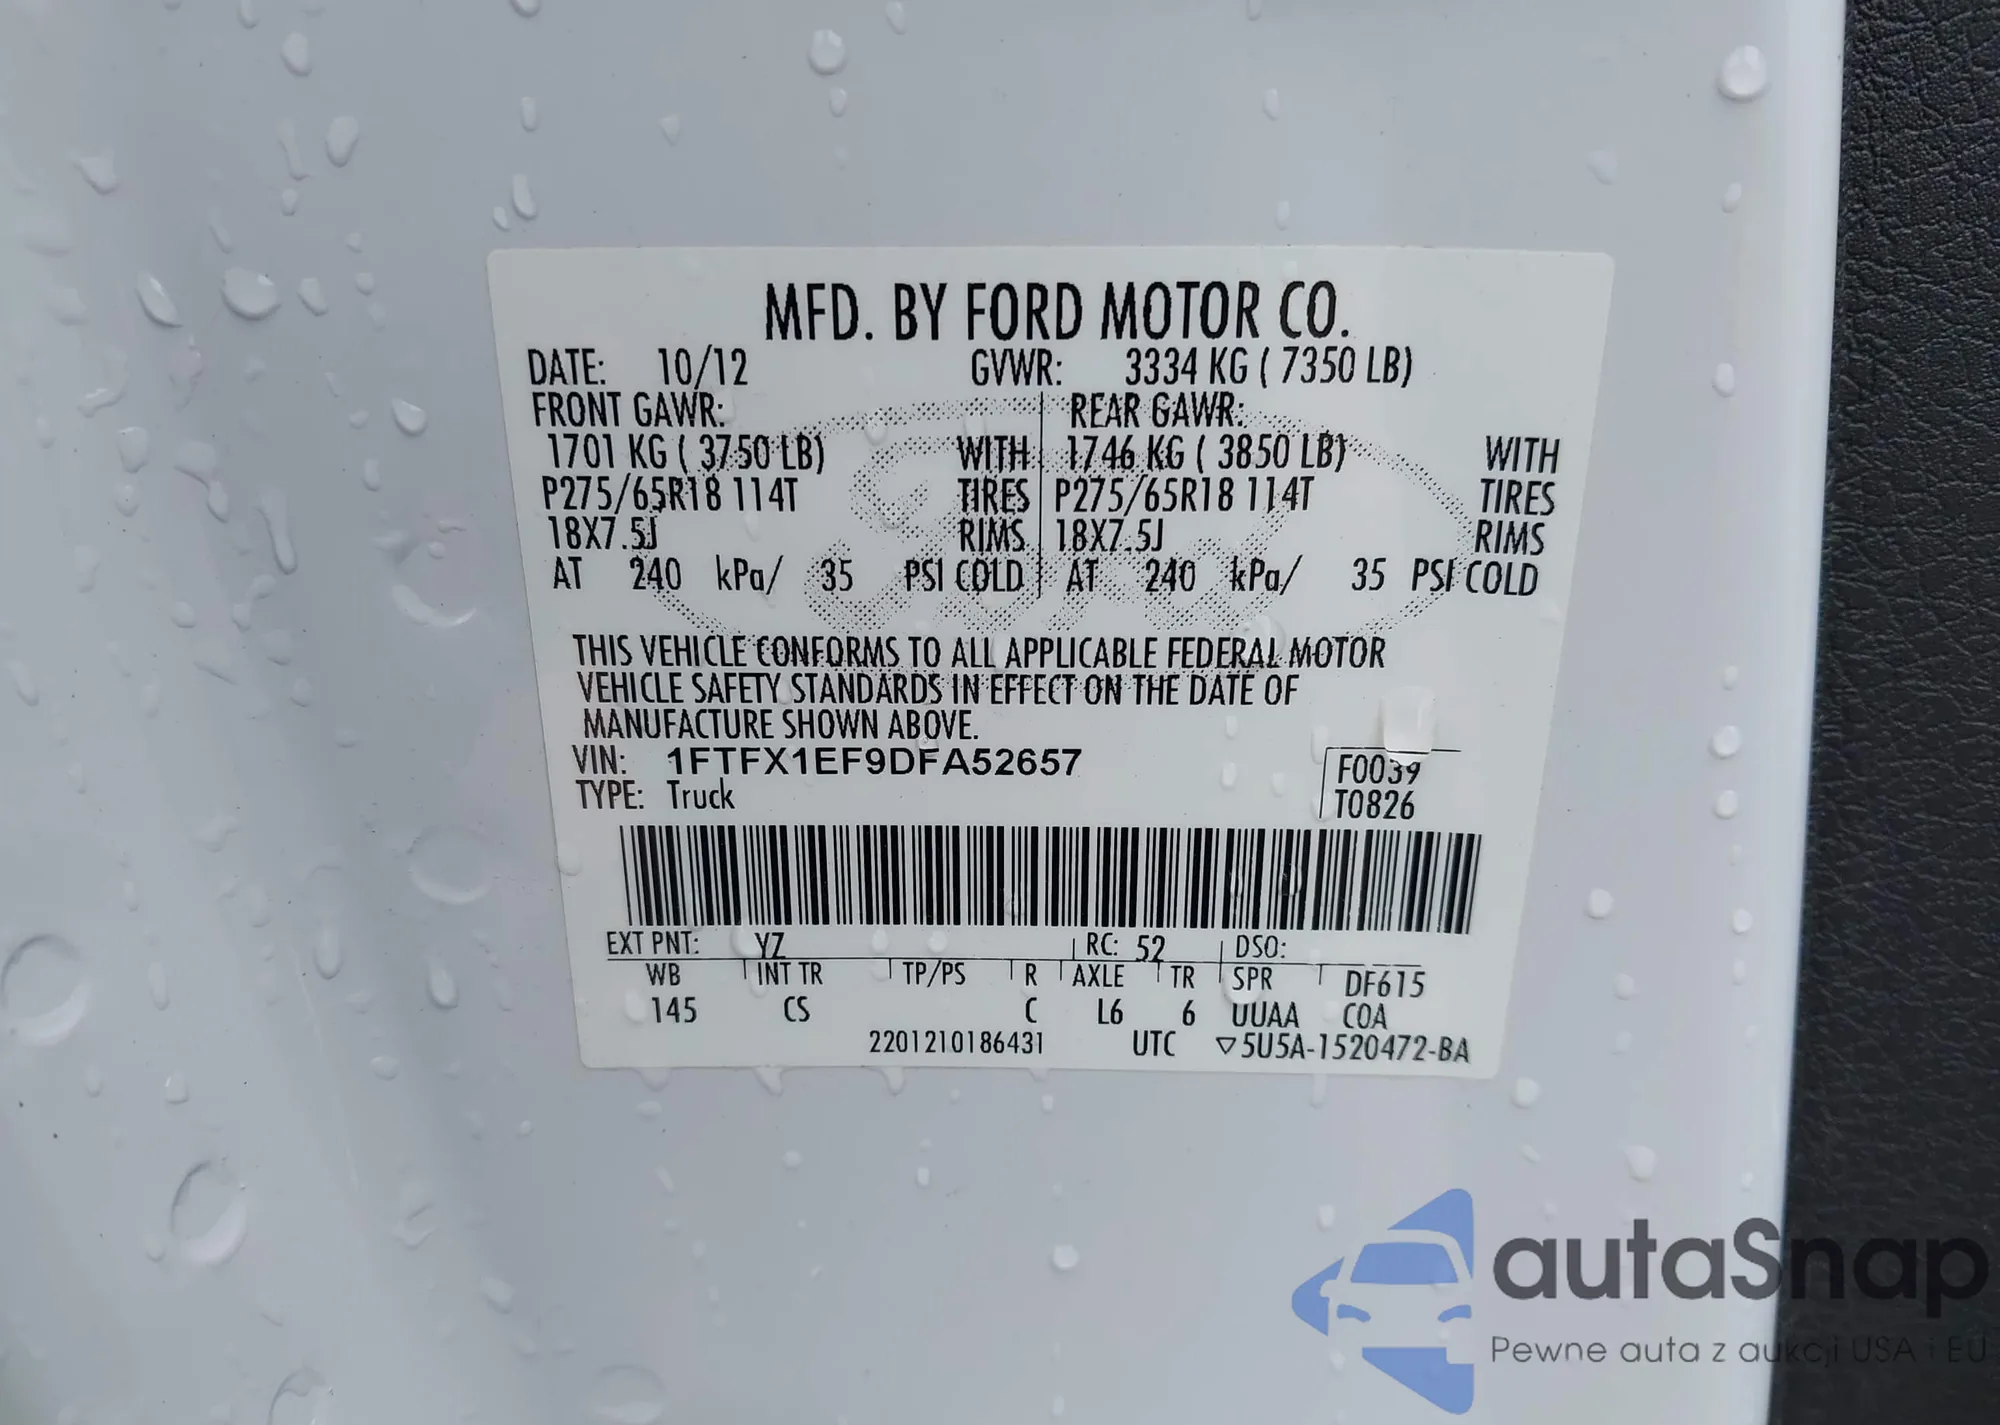 MFD. BY FORD MOTOR CO.
DATE: 10/12 GVWR: 3334 KG ( 7350 LB)
FRONT GAWR: REAR GAWR:
1701 KG ( 3750 LB) WITH 1746 KG ( 3850 LB) WITH
P275/65R18 114T TIRES P275/65R18 114T TIRES
18X7.5J RIMS 18X7.5J RIMS
AT 240 kPa/ 35 PSI COLD AT 240 kPa/ 35 PSI COLD
THIS VEHICLE CONFORMS TO ALL APPLICABLE FEDERAL MOTOR
VEHICLE SAFETY STANDARDS IN EFFECT ON THE DATE OF
MANUFACTURE SHOWN ABOVE.
VIN: 1FTFX1EF9DFA52657 F0039
TYPE: Truck T0826
EXT PNT: YZ RC: 52 DSO:
WB INT TR TP/PS R AXLE TR SPR DF615
145 CS C L6 6 UUAA COA
2201210186431 UTC ▽5U5A-1520472-BA
autaSnap
Pewne auta z aukcji USA i EU